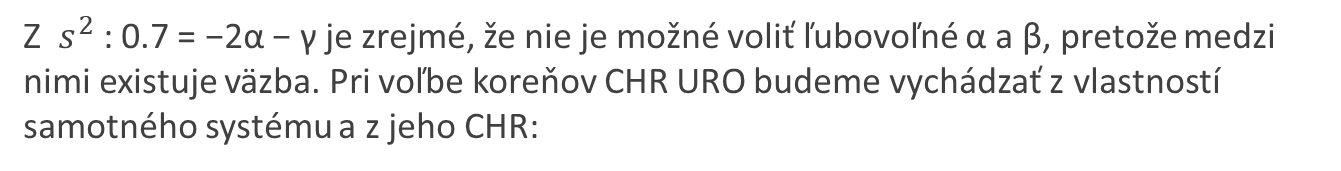 Z s² : 0.7 = −2α − γ je zrejmé, že nie je možné voliť ľubovoľné α a β, pretože medzi
nimi existuje väzba. Pri voľbe koreňov CHR URO budeme vychádzať z vlastností
samotného systému a z jeho CHR: